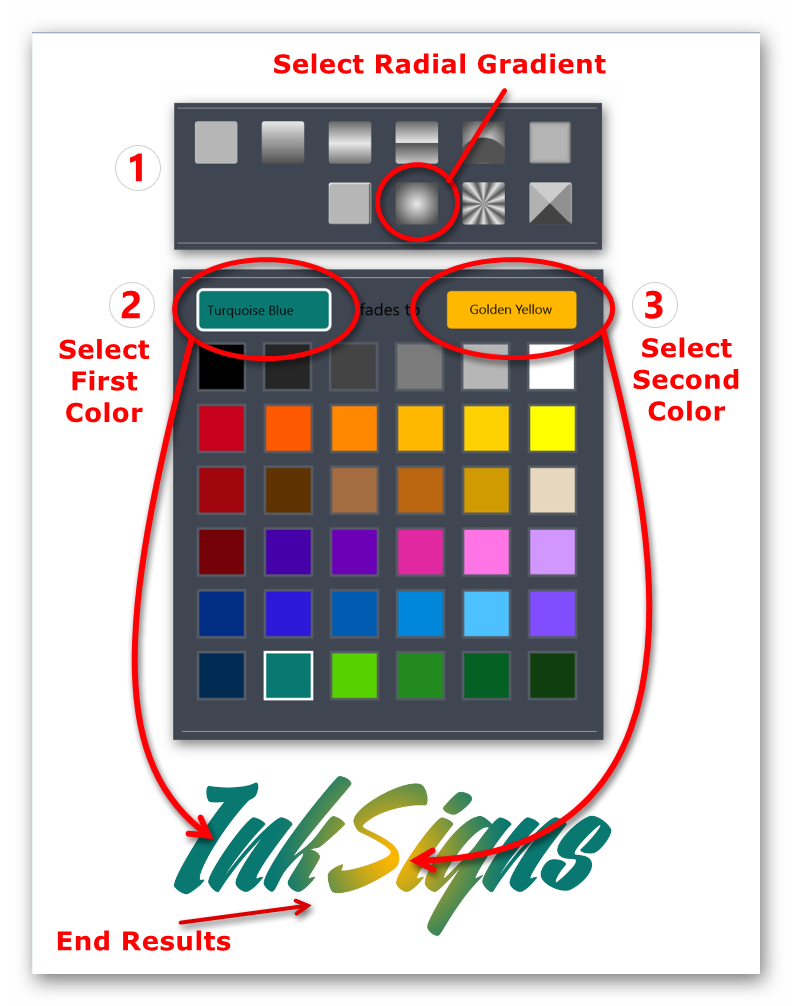 Select Radial Gradient
1
2
Turquoise Blue
fades to
Golden Yellow
3
Select
First
Color
Select
Second
Color
InkSigns
End Results